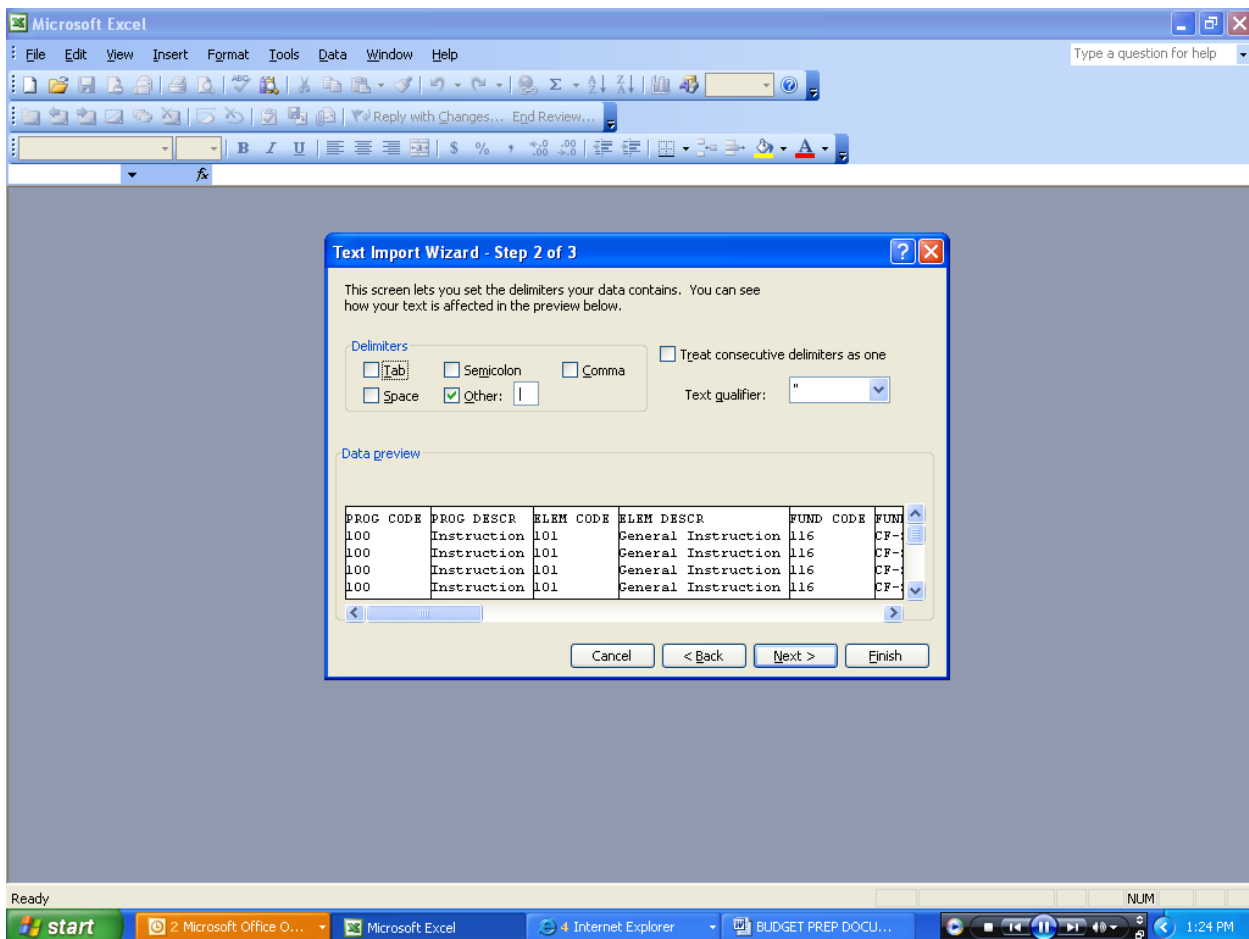 Microsoft Excel
File Edit View Insert Format Tools Data Window Help Type a question for help
Reply with Changes... End Review...
B I U $ % ,
fx
Text Import Wizard - Step 2 of 3
This screen lets you set the delimiters your data contains. You can see
how your text is affected in the preview below.
Delimiters
Tab Semicolon Comma
Space Other: |
Treat consecutive delimiters as one
Text qualifier: "
Data preview
PROG CODE PROG DESCR ELEM CODE ELEM DESCR FUND CODE
100 Instruction 101 General Instruction 116
100 Instruction 101 General Instruction 116
100 Instruction 101 General Instruction 116
100 Instruction 101 General Instruction 116
Cancel < Back Next > Finish
Ready NUM
start 2 Microsoft Office O... Microsoft Excel 4 Internet Explorer BUDGET PREP DOCU... 1:24 PM